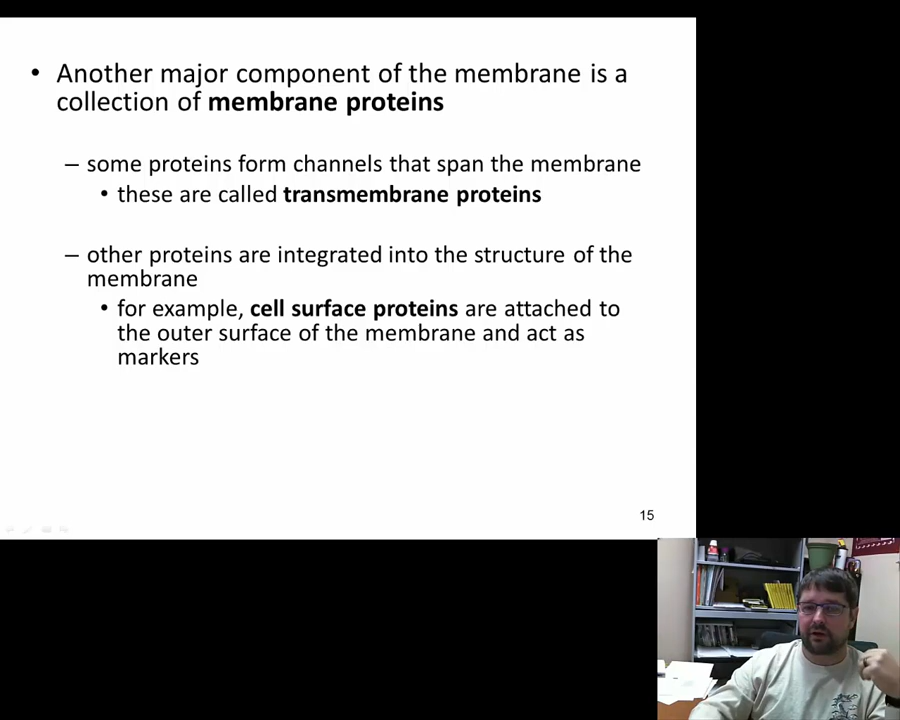 • Another major component of the membrane is a
collection of membrane proteins
– some proteins form channels that span the membrane
• these are called transmembrane proteins
– other proteins are integrated into the structure of the
membrane
• for example, cell surface proteins are attached to
the outer surface of the membrane and act as
markers
15